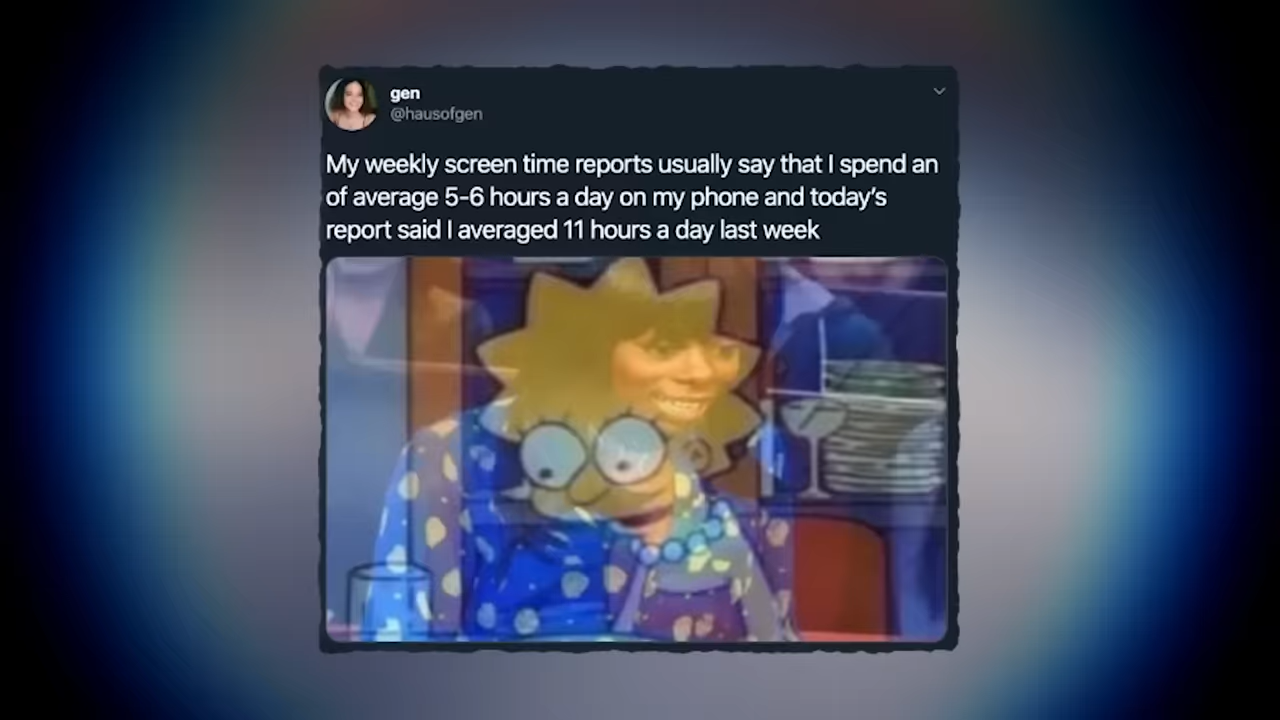 gen
@hausofgen
My weekly screen time reports usually say that I spend an
of average 5-6 hours a day on my phone and today's
report said I averaged 11 hours a day last week